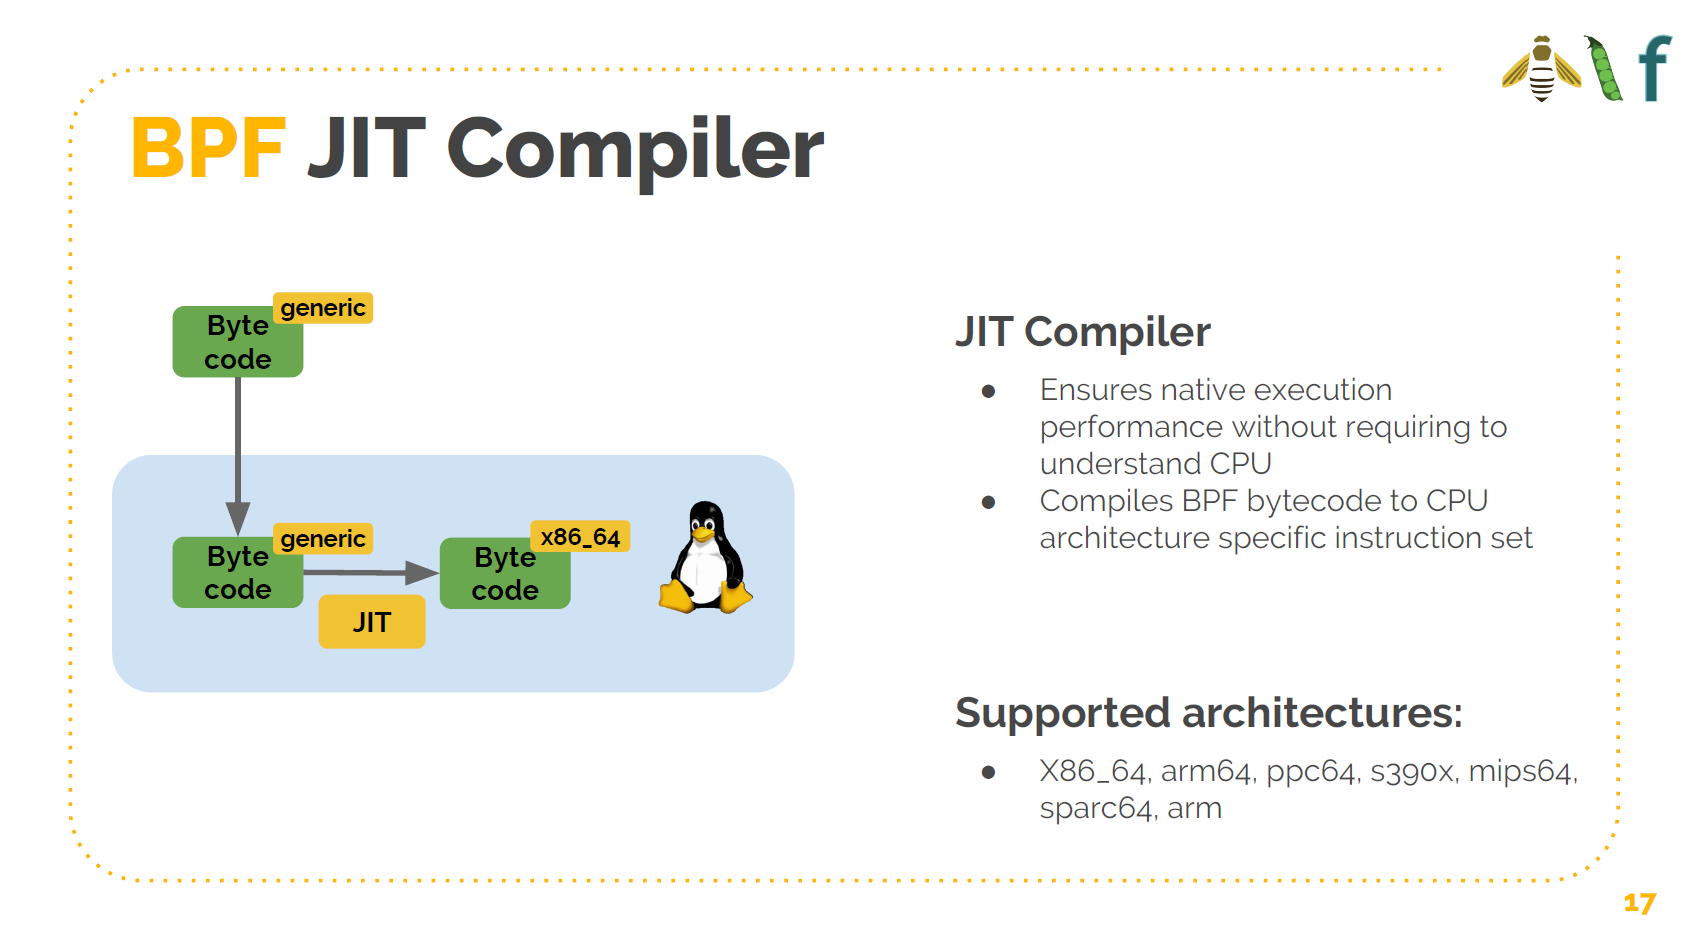 f
BPF JIT Compiler
generic
Byte
code
generic
Byte
code
JIT
x86_64
Byte
code
JIT Compiler
● Ensures native execution
performance without requiring to
understand CPU
● Compiles BPF bytecode to CPU
architecture specific instruction set
Supported architectures:
● X86_64, arm64, ppc64, s390x, mips64,
sparc64, arm
17